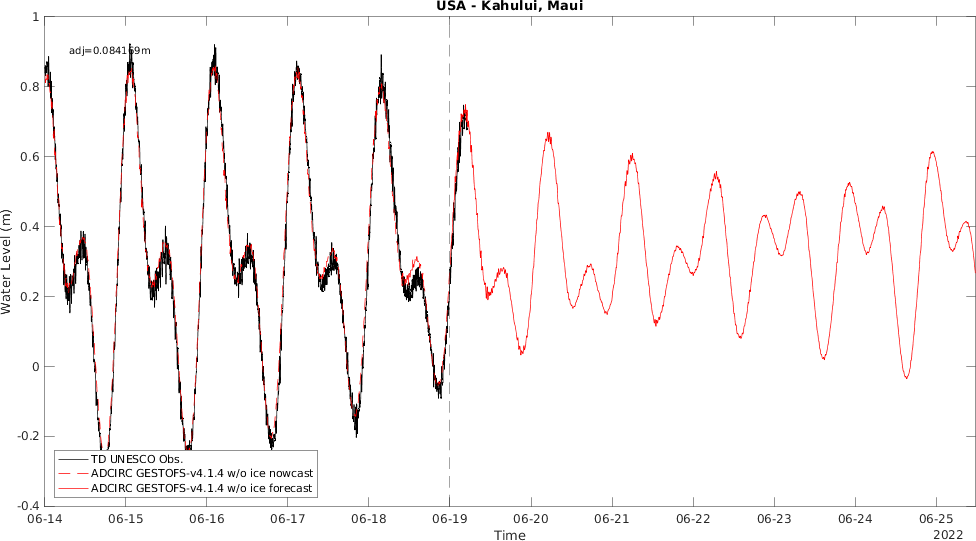 USA - Kahului, Maui
1
0.8
0.6
0.4
0.2
0
-0.2
-0.4
Water Level (m)
adj=0.084169m
TD UNESCO Obs.
ADCIRC GESTOFS-v4.1.4 w/o ice nowcast
ADCIRC GESTOFS-v4.1.4 w/o ice forecast
06-14 06-15 06-16 06-17 06-18 06-19 06-20 06-21 06-22 06-23 06-24 06-25
Time
2022